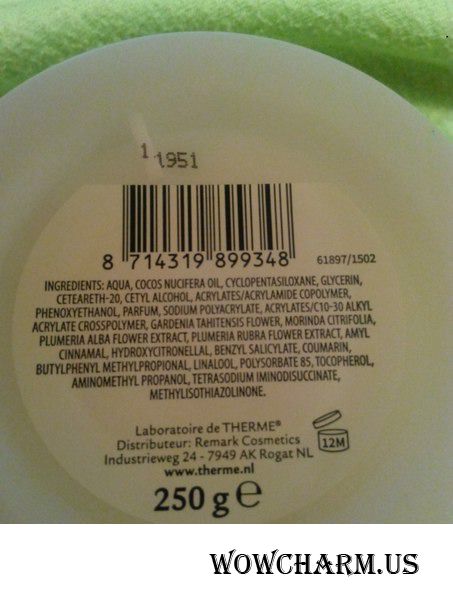 1 1951
8 714319 899348
61897/1502
INGREDIENTS: AQUA, COCOS NUCIFERA OIL, CYCLOPENTASILOXANE, GLYCERIN,
CETEARETH-20, CETYL ALCOHOL, ACRYLATES/ACRYLAMIDE COPOLYMER,
PHENOXYETHANOL, PARFUM, SODIUM POLYACRYLATE, ACRYLATES/C10-30 ALKYL
ACRYLATE CROSSPOLYMER, GARDENIA TAHITENSIS FLOWER, MORINDA CITRIFOLIA,
PLUMERIA ALBA FLOWER EXTRACT, PLUMERIA RUBRA FLOWER EXTRACT, AMYL
CINNAMAL, HYDROXYCITRONELLAL, BENZYL SALICYLATE, COUMARIN,
BUTYLPHENYL METHYLPROPIONAL, LINALOOL, POLYSORBATE 85, TOCOPHEROL,
AMINOMETHYL PROPANOL, TETRASODIUM IMINODISUCCINATE,
METHYLISOTHIAZOLINONE.
Laboratoire de THERME®
Distributeur: Remark Cosmetics
Industrieweg 24 - 7949 AK Rogat NL
www.therme.nl
12M
250 g e
WOWCHARM.US